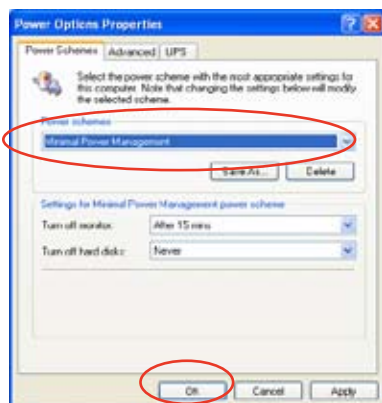 Power Options Properties
Power Schemes Advanced UPS
Select the power scheme with the most appropriate settings for
this computer. Note that changing the settings below will modify
the selected scheme.
Power schemes
Minimal Power Management
Save As... Delete
Settings for Minimal Power Management power scheme
Turn off monitor: After 15 mins
Turn off hard disks: Never
OK Cancel Apply